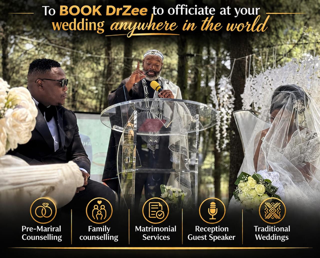 To BOOK DrZee to officiate at your
wedding anywhere in the world
Pre-Mariral
Counselling
Family
counselling
Matrimonial
Services
Reception
Guest Speaker
Traditional
Weddings